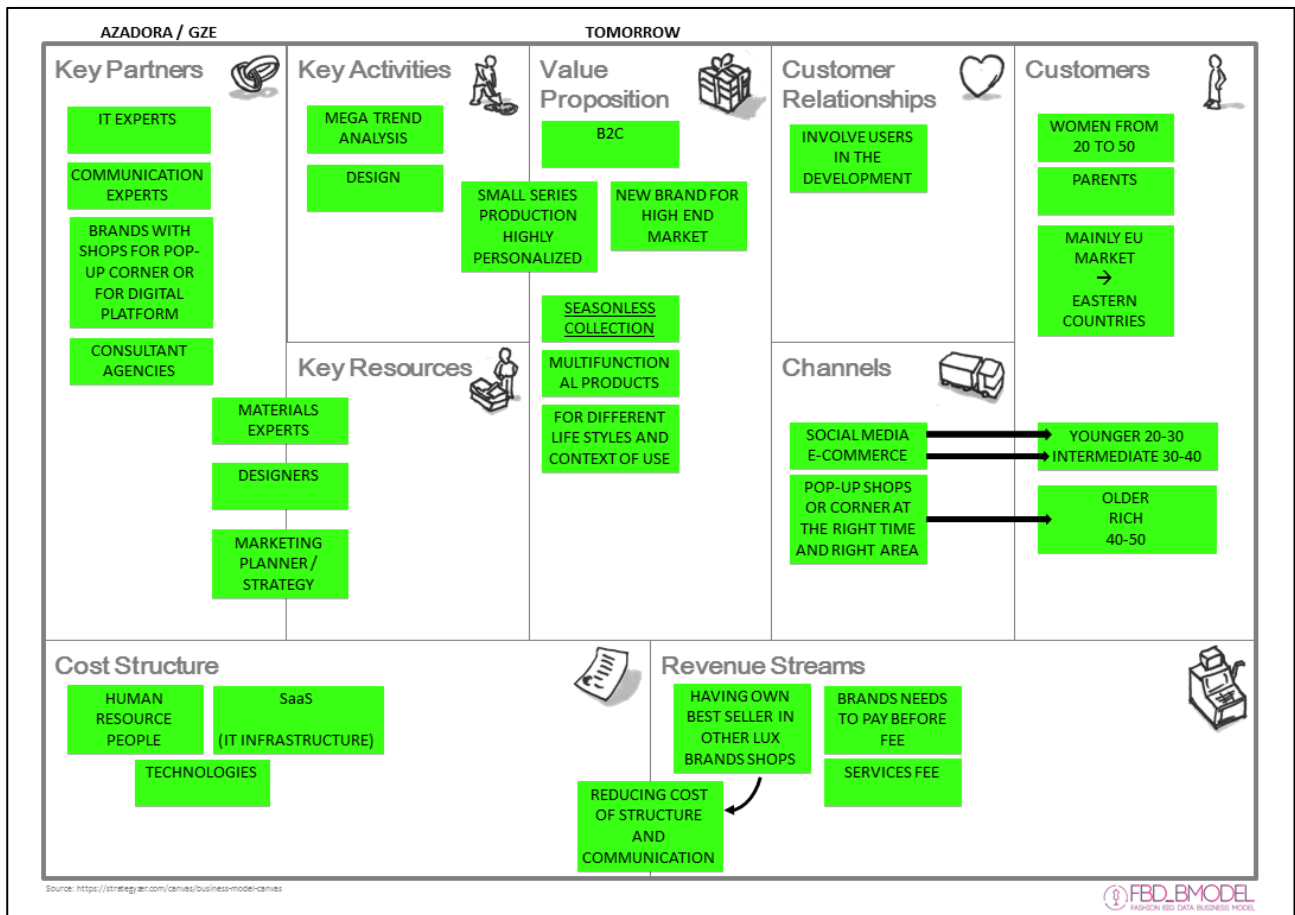 AZADORA / GZE
TOMORROW
Key Partners
IT EXPERTS
COMMUNICATION
EXPERTS
BRANDS WITH
SHOPS FOR POP-
UP CORNER OR
FOR DIGITAL
PLATFORM
CONSULTANT
AGENCIES
Key Activities
MEGA TREND
ANALYSIS
DESIGN
Key Resources
MATERIALS
EXPERTS
DESIGNERS
MARKETING
PLANNER /
STRATEGY
Value
Proposition
B2C
SMALL SERIES
PRODUCTION
HIGHLY
PERSONALIZED
NEW BRAND FOR
HIGH END
MARKET
SEASONLESS
COLLECTION
MULTIFUNCTION
AL PRODUCTS
FOR DIFFERENT
LIFE STYLES AND
CONTEXT OF USE
Customer
Relationships
INVOLVE USERS
IN THE
DEVELOPMENT
Channels
SOCIAL MEDIA
E-COMMERCE
POP-UP SHOPS
OR CORNER AT
THE RIGHT TIME
AND RIGHT AREA
Customers
WOMEN FROM
20 TO 50
PARENTS
MAINLY EU
MARKET
→
EASTERN
COUNTRIES
YOUNGER 20-30
INTERMEDIATE 30-40
OLDER
RICH
40-50
Cost Structure
HUMAN
RESOURCE
PEOPLE
SaaS
(IT INFRASTRUCTURE)
TECHNOLOGIES
Revenue Streams
HAVING OWN
BEST SELLER IN
OTHER LUX
BRANDS SHOPS
BRANDS NEEDS
TO PAY BEFORE
FEE
SERVICES FEE
REDUCING COST
OF STRUCTURE
AND
COMMUNICATION
Source: https://strategyzer.com/canvas/business-model-canvas
FBD_BMODEL
FASHION BIG DATA BUSINESS MODEL